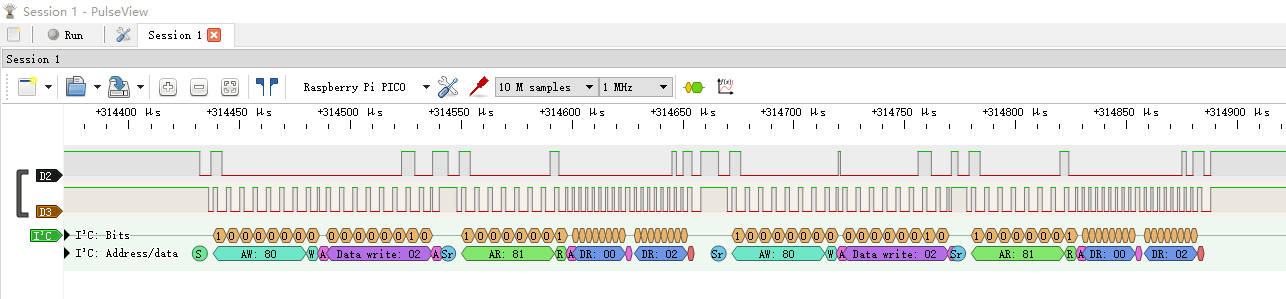 Session 1 - PulseView
Run Session 1
Session 1
Raspberry Pi PICO 10 M samples 1 MHz f(x)
+314400 μs +314450 μs +314500 μs +314550 μs +314600 μs +314650 μs +314700 μs +314750 μs +314800 μs +314850 μs +314900 μs
D2
D3
I²C I²C: Bits 1 0 0 0 0 0 0 0 0 0 0 0 0 0 1 0 1 0 0 0 0 0 0 1 1 0 0 0 0 0 0 0 0 0 0 0 0 0 1 0 1 0 0 0 0 0 0 1
I²C: Address/data S AW: 80 W A Data write: 02 A Sr AR: 81 R A DR: 00 DR: 02 Sr AW: 80 W A Data write: 02 A Sr AR: 81 R A DR: 00 DR: 02